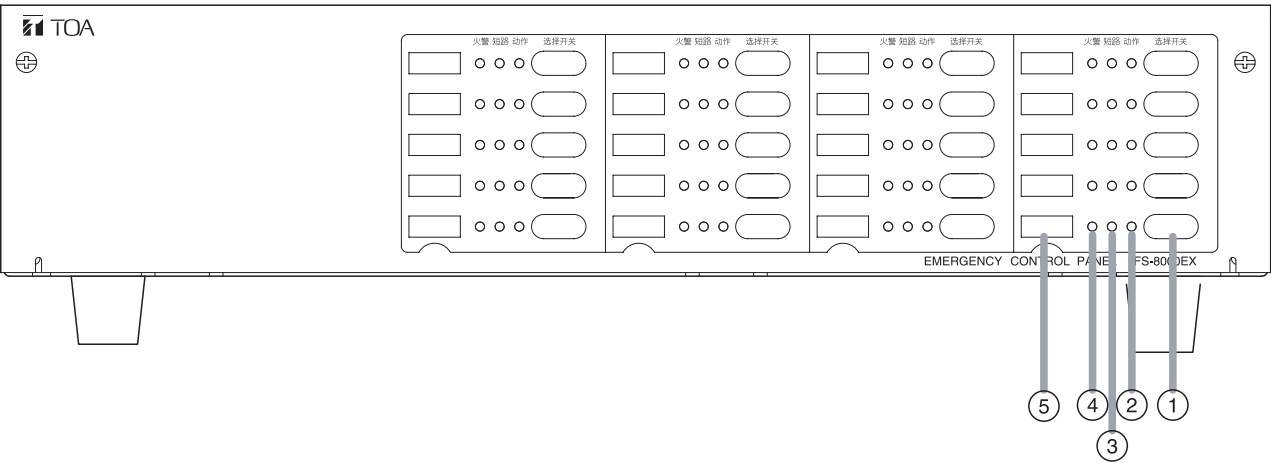 TOA
火警 短路 动作 选择开关 火警 短路 动作 选择开关 火警 短路 动作 选择开关 火警 短路 动作 选择开关
EMERGENCY CONTROL PANEL FS-8000EX
5 4 2 1
3